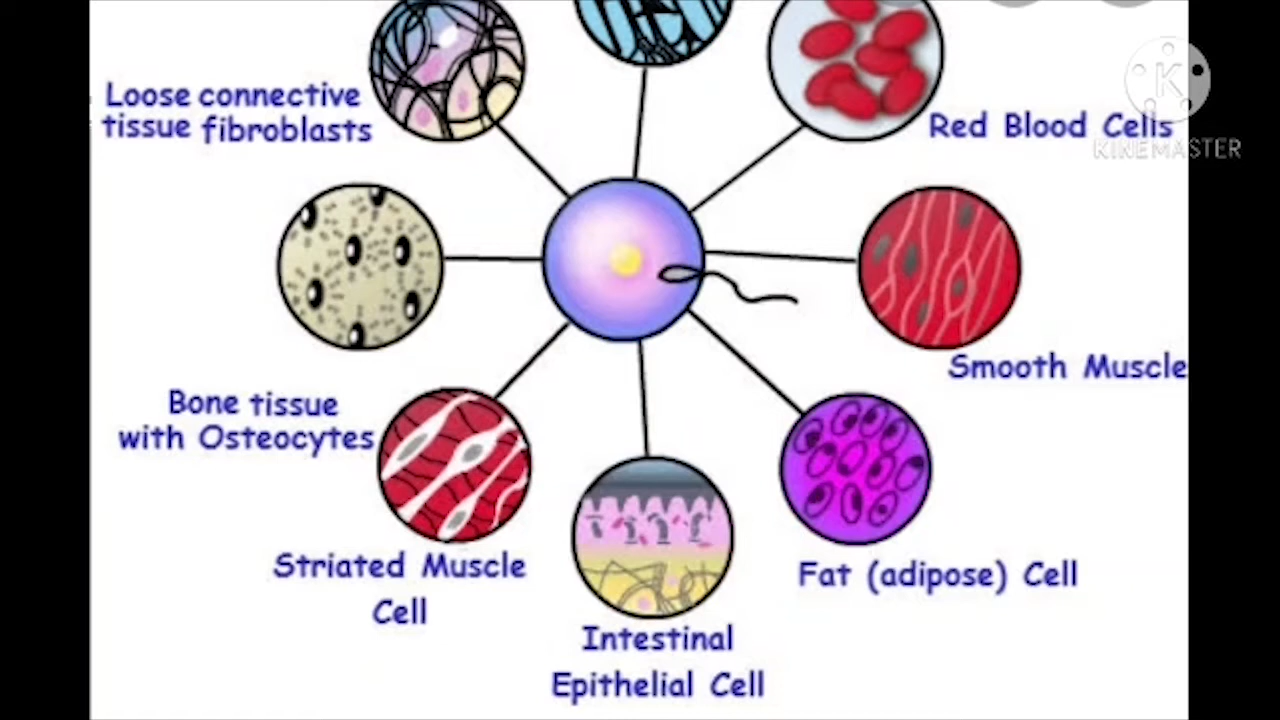 Loose connective
tissue fibroblasts
Red Blood Cells
K
KINEMASTER
Smooth Muscle
Bone tissue
with Osteocytes
Striated Muscle
Cell
Fat (adipose) Cell
Intestinal
Epithelial Cell